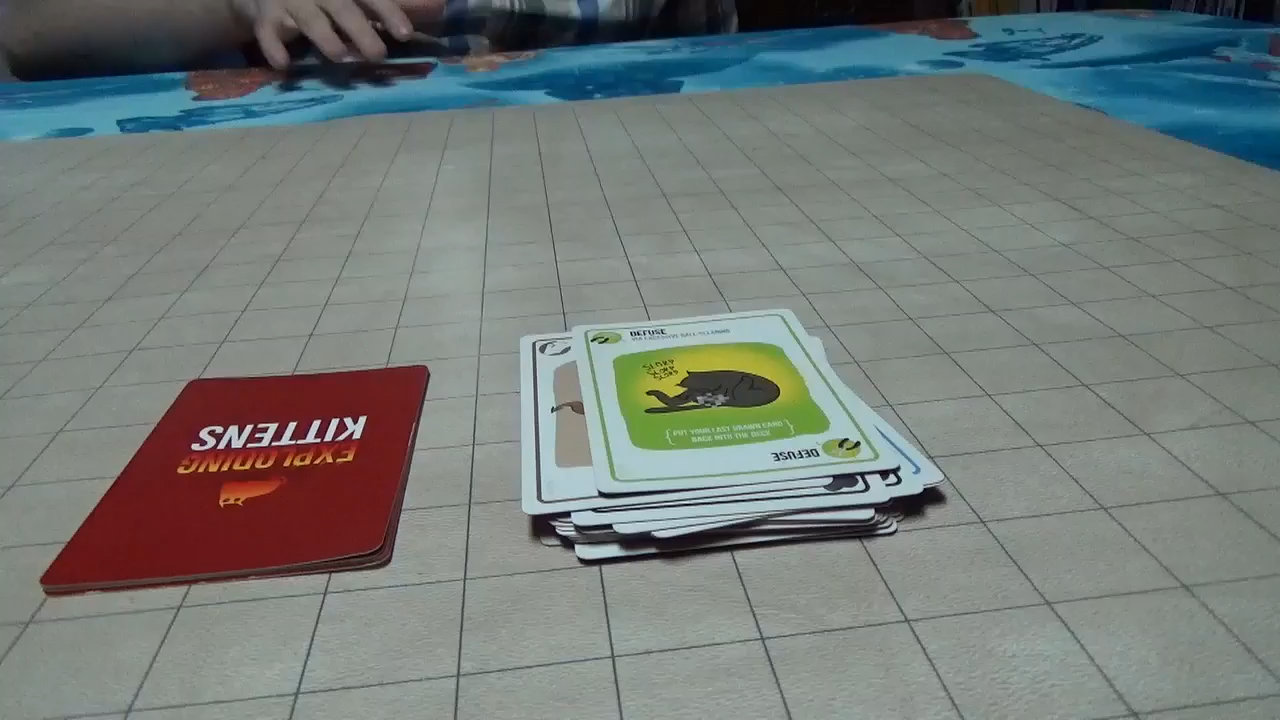 EXPLODING
KITTENS
DEFUSE
PUT YOUR LAST DRAWN CARD
BACK INTO THE DECK
DEFUSE